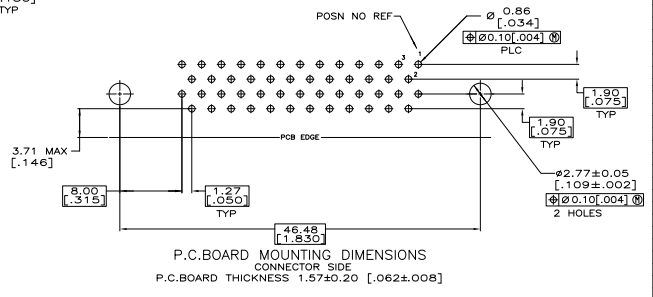 TYP
POSN NO REF
Ø 0.86
[.034]
⌖ Ø0.10[.004] Ⓜ
PLC
1
3
2
1.90
[.075]
TYP
1.90
[.075]
TYP
PCB EDGE
3.71 MAX
[.146]
8.00
[.315]
1.27
[.050]
TYP
Ø2.77±0.05
[.109±.002]
⌖ Ø0.10[.004] Ⓜ
2 HOLES
46.48
[1.830]
P.C.BOARD MOUNTING DIMENSIONS
CONNECTOR SIDE
P.C.BOARD THICKNESS 1.57±0.20 [.062±.008]